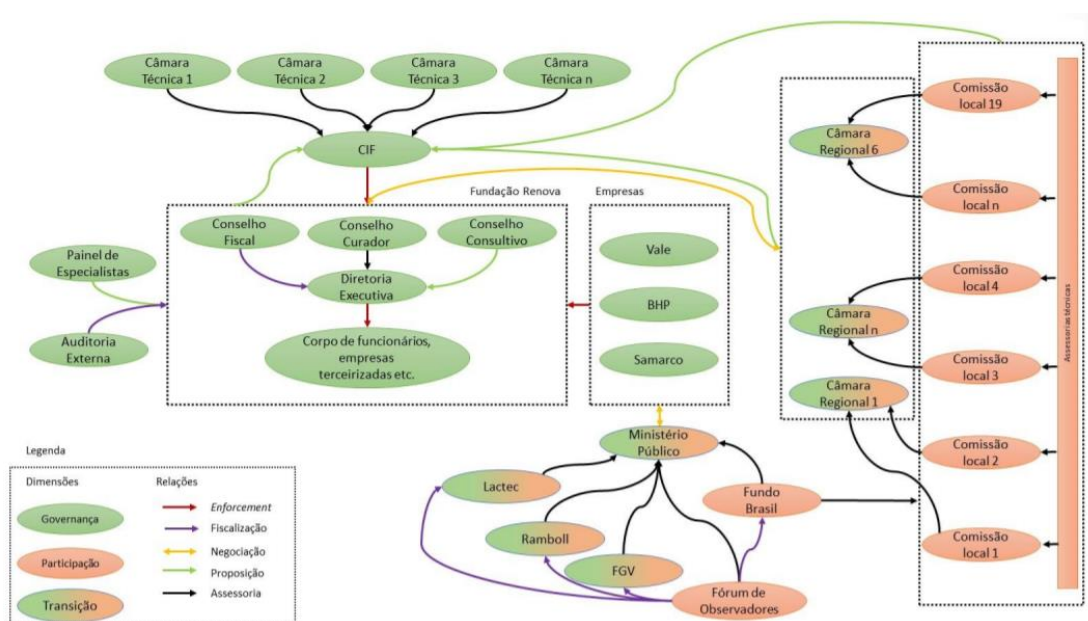 Câmara
Técnica 1
Câmara
Técnica 2
Câmara
Técnica 3
Câmara
Técnica n
CIF
Fundação Renova
Empresas
Conselho
Fiscal
Conselho
Curador
Conselho
Consultivo
Diretoria
Executiva
Corpo de funcionários,
empresas
terceirizadas etc.
Painel de
Especialistas
Auditoria
Externa
Vale
BHP
Samarco
Câmara
Regional 6
Câmara
Regional n
Câmara
Regional 1
Comissão
local 19
Comissão
local n
Comissão
local 4
Comissão
local 3
Comissão
local 2
Comissão
local 1
Assessorias técnicas
Ministério
Público
Lactec
Ramboll
FGV
Fundo
Brasil
Fórum de
Observadores
Legenda
Dimensões
Governança
Participação
Transição
Relações
Enforcement
Fiscalização
Negociação
Proposição
Assessoria